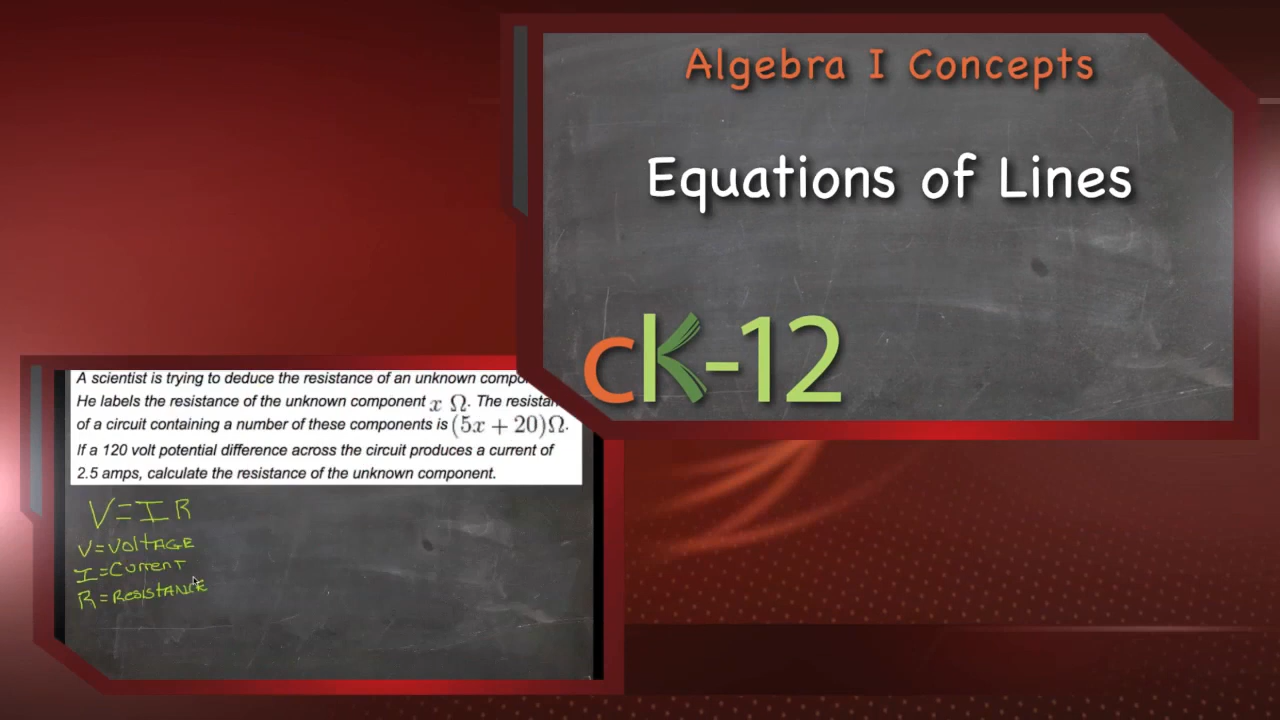 Algebra I Concepts
Equations of Lines
cK-12
A scientist is trying to deduce the resistance of an unknown
He labels the resistance of the unknown component x Ω. The
of a circuit containing a number of these components is (5x + 20)Ω.
If a 120 volt potential difference across the circuit produces a current of
2.5 amps, calculate the resistance of the unknown component.
V=IR
V=VOLTAGE
I=CurrenT
R=RESISTANCE